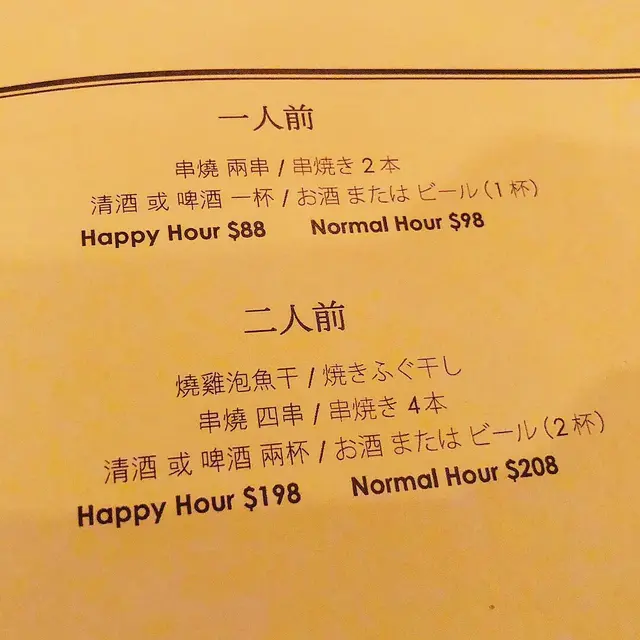 一人前
串燒 兩串 / 串焼き 2 本
清酒 或 啤酒 一杯 / お酒 または ビール（1 杯）
Happy Hour $88 Normal Hour $98
二人前
燒雞泡魚干 / 焼きふぐ干し
串燒 四串 / 串焼き 4 本
清酒 或 啤酒 兩杯 / お酒 または ビール（2 杯）
Happy Hour $198 Normal Hour $208